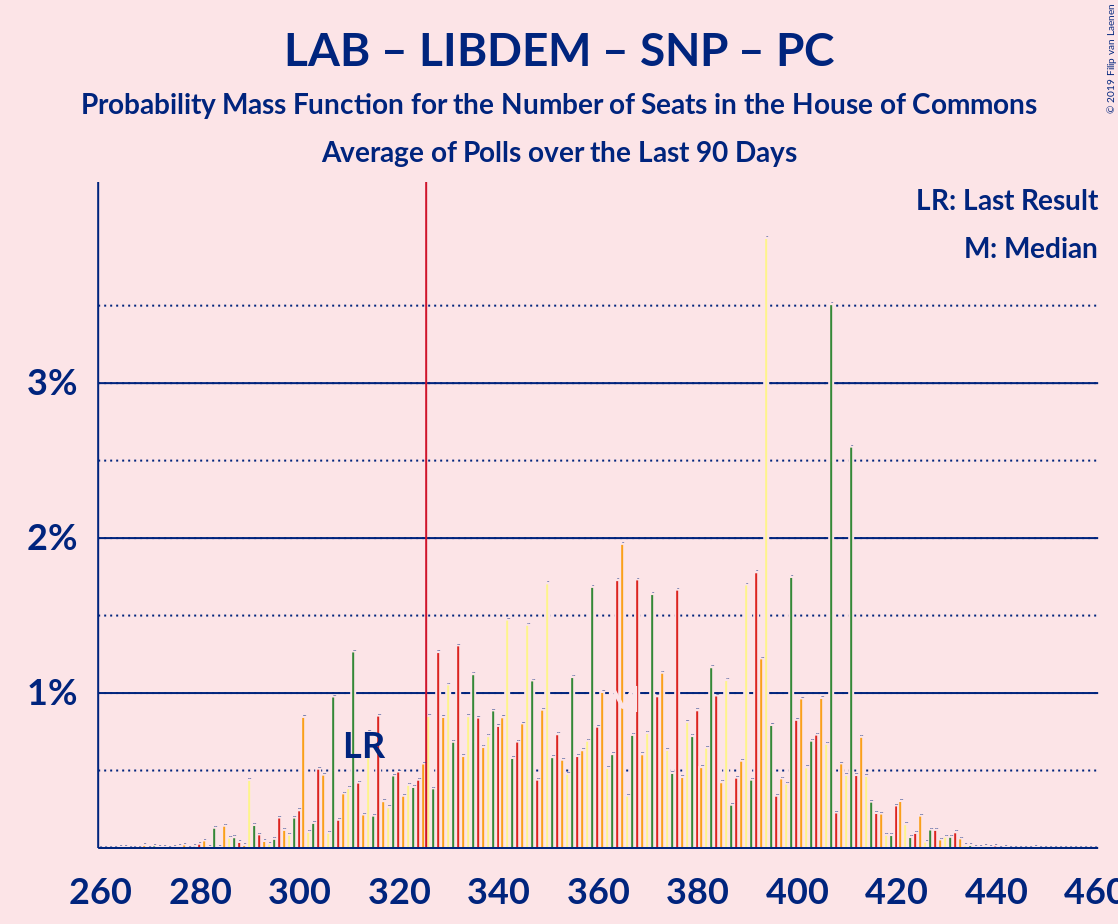 LAB – LIBDEM – SNP – PC
Probability Mass Function for the Number of Seats in the House of Commons
Average of Polls over the Last 90 Days
© 2019 Filip van Laenen
LR: Last Result
M: Median
3%
2%
1%
LR
M
260 280 300 320 340 360 380 400 420 440 460